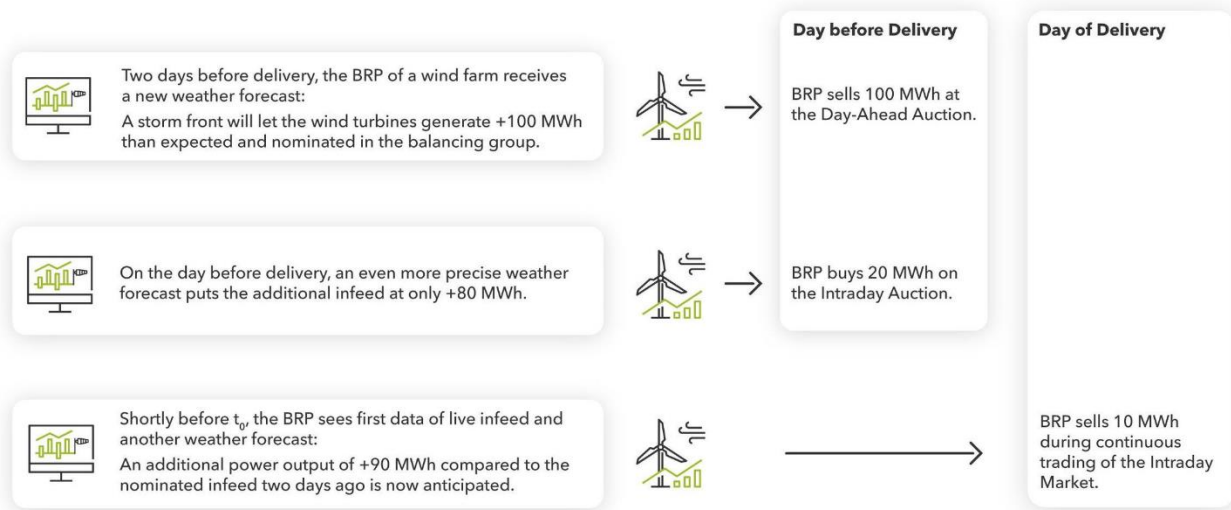 Day before Delivery
Day of Delivery
Two days before delivery, the BRP of a wind farm receives
a new weather forecast:
A storm front will let the wind turbines generate +100 MWh
than expected and nominated in the balancing group.
BRP sells 100 MWh at
the Day-Ahead Auction.
On the day before delivery, an even more precise weather
forecast puts the additional infeed at only +80 MWh.
BRP buys 20 MWh on
the Intraday Auction.
Shortly before t₀, the BRP sees first data of live infeed and
another weather forecast:
An additional power output of +90 MWh compared to the
nominated infeed two days ago is now anticipated.
BRP sells 10 MWh
during continuous
trading of the Intraday
Market.